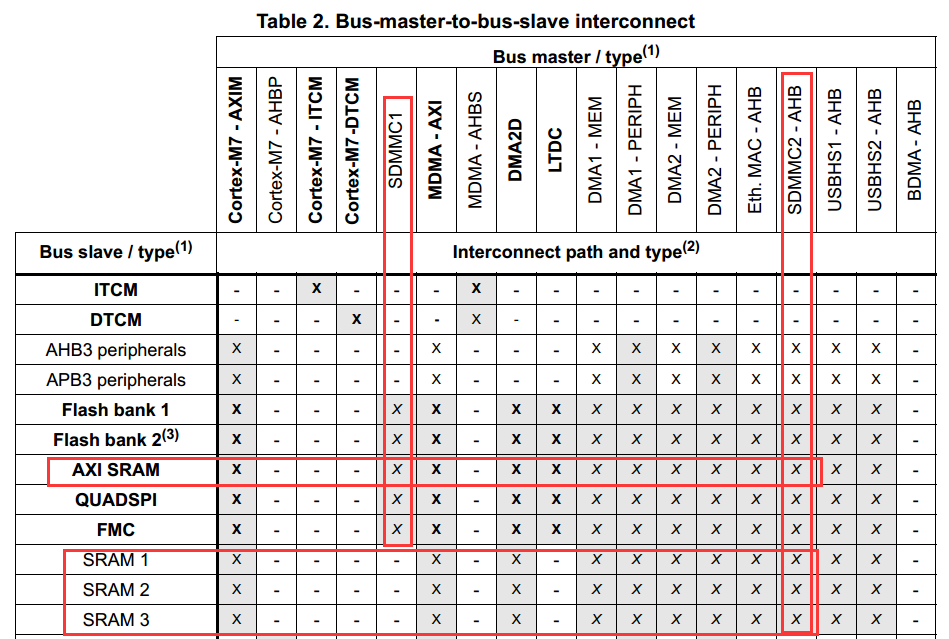 Table 2. Bus-master-to-bus-slave interconnect
Bus master / type(1)
Cortex-M7 - AXIM
Cortex-M7 - AHBP
Cortex-M7 - ITCM
Cortex-M7 -DTCM
SDMMC1
MDMA - AXI
MDMA - AHBS
DMA2D
LTDC
DMA1 - MEM
DMA1 - PERIPH
DMA2 - MEM
DMA2 - PERIPH
Eth. MAC - AHB
SDMMC2 - AHB
USBHS1 - AHB
USBHS2 - AHB
BDMA - AHB
Bus slave / type(1) Interconnect path and type(2)
ITCM - - X - - - X - - - - - - - - - - -
DTCM - - - X - - X - - - - - - - - - - -
AHB3 peripherals X - - - - X - - - X X X X X X X X -
APB3 peripherals X - - - - X - - - X X X X X X X X -
Flash bank 1 X - - - X X - X X X X X X X X X X -
Flash bank 2(3) X - - - X X - X X X X X X X X X X -
AXI SRAM X - - - X X - X X X X X X X X X X -
QUADSPI X - - - X X - X X X X X X X X X X -
FMC X - - - X X - X X X X X X X X X X -
SRAM 1 X - - - - X - X - X X X X X X X X -
SRAM 2 X - - - - X - X - X X X X X X X X -
SRAM 3 X - - - - X - X - X X X X X X X X -